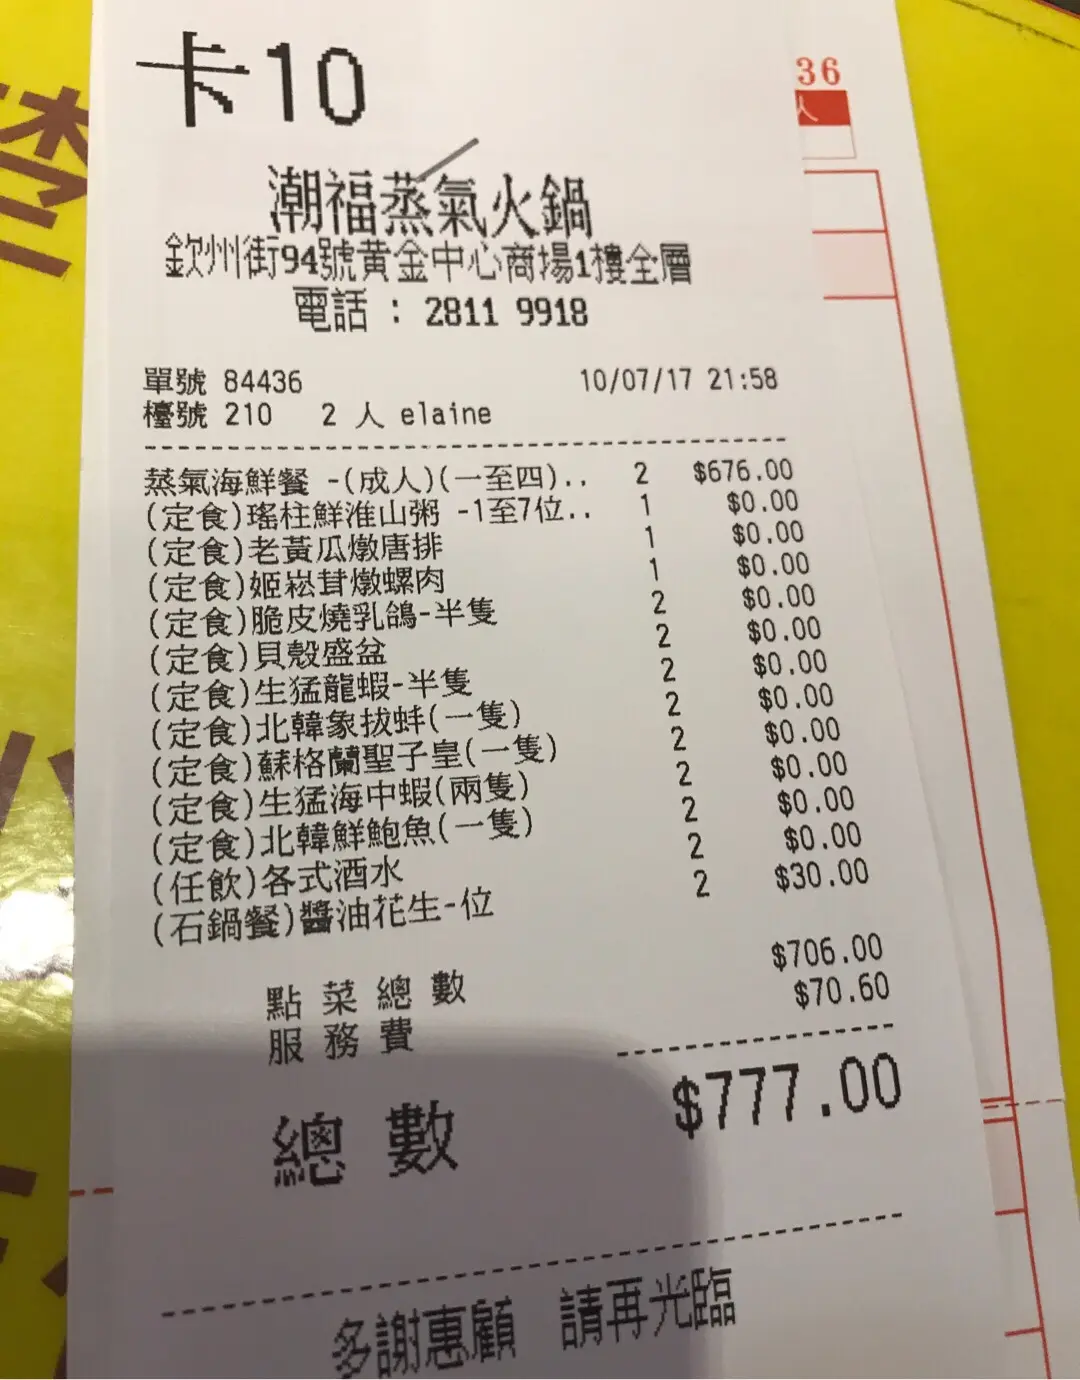 卡10
36
人
潮福蒸氣火鍋
欽州街94號黃金中心商場1樓全層
電話 : 2811 9918
單號 84436 10/07/17 21:58
檯號 210 2 人 elaine
蒸氣海鮮餐 -(成人)(一至四).. 2 $676.00
(定食)瑤柱鮮淮山粥 -1至7位.. 1 $0.00
(定食)老黃瓜燉唐排 1 $0.00
(定食)姬崧茸燉螺肉 1 $0.00
(定食)脆皮燒乳鴿-半隻 2 $0.00
(定食)貝殼盛盆 2 $0.00
(定食)生猛龍蝦-半隻 2 $0.00
(定食)北韓象拔蚌(一隻) 2 $0.00
(定食)蘇格蘭聖子皇(一隻) 2 $0.00
(定食)生猛海中蝦(兩隻) 2 $0.00
(定食)北韓鮮鮑魚(一隻) 2 $0.00
(任飲)各式酒水 2 $0.00
(石鍋餐)醬油花生-位 2 $30.00
點菜總數 $706.00
服務費 $70.60
總數 $777.00
多謝惠顧 請再光臨